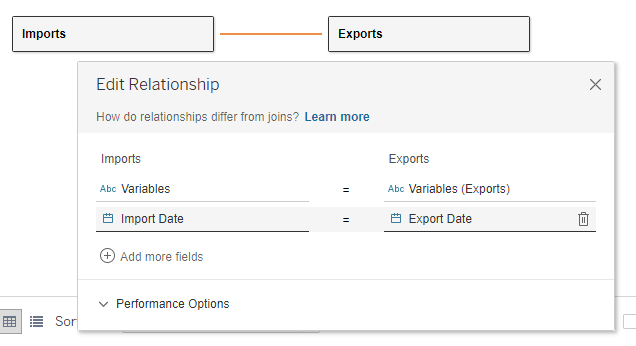 Imports Exports
Edit Relationship
How do relationships differ from joins? Learn more
Imports Exports
Abc Variables = Abc Variables (Exports)
Import Date = Export Date
Add more fields
Performance Options